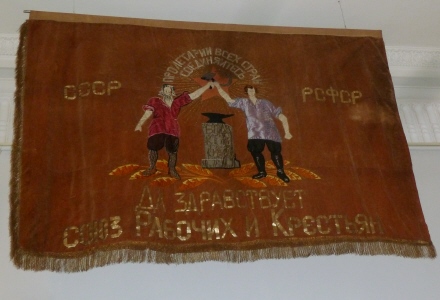 ПРОЛЕТАРИИ ВСЕХ СТРАН
СОЕДИНЯЙТЕСЬ
СССР
РСФСР
ДА ЗДРАВСТВУЕТ
СОЮЗ РАБОЧИХ И КРЕСТЬЯН